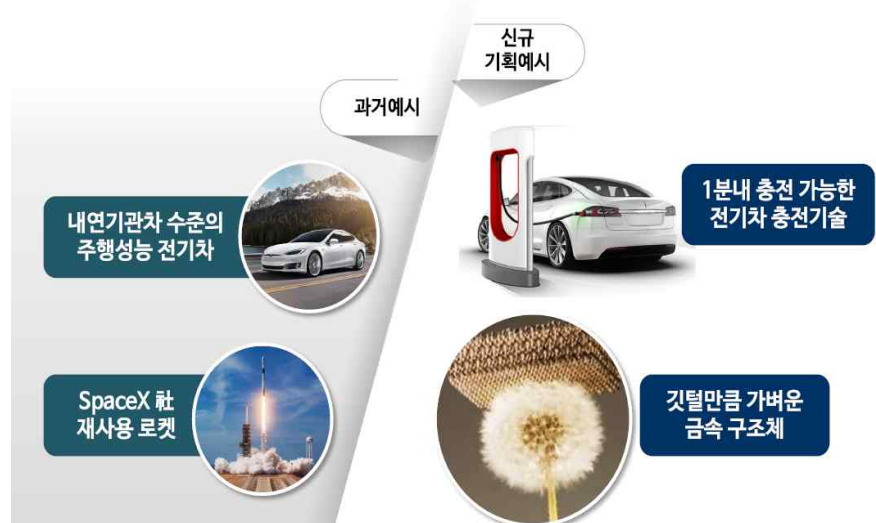 신규
기획예시
과거예시
내연기관차 수준의
주행성능 전기차
1분내 충전 가능한
전기차 충전기술
SpaceX 社
재사용 로켓
깃털만큼 가벼운
금속 구조체